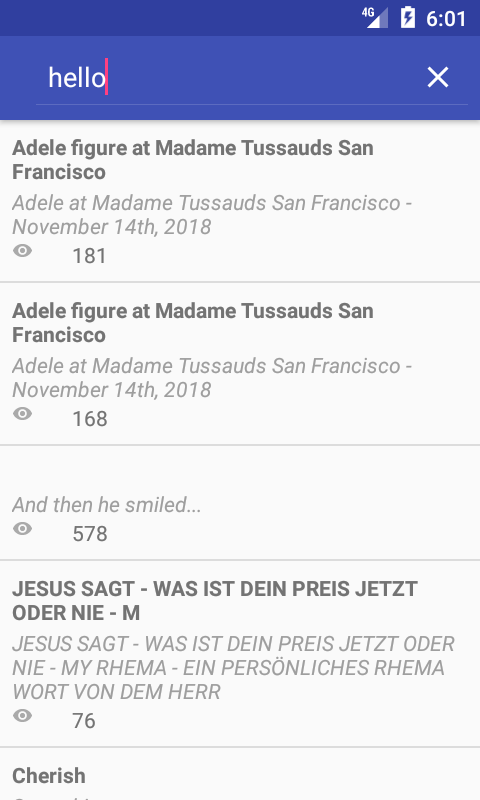 4G 6:01
hello
Adele figure at Madame Tussauds San
Francisco
Adele at Madame Tussauds San Francisco -
November 14th, 2018
181
Adele figure at Madame Tussauds San
Francisco
Adele at Madame Tussauds San Francisco -
November 14th, 2018
168
And then he smiled...
578
JESUS SAGT - WAS IST DEIN PREIS JETZT
ODER NIE - M
JESUS SAGT - WAS IST DEIN PREIS JETZT ODER
NIE - MY RHEMA - EIN PERSÖNLICHES RHEMA
WORT VON DEM HERR
76
Cherish